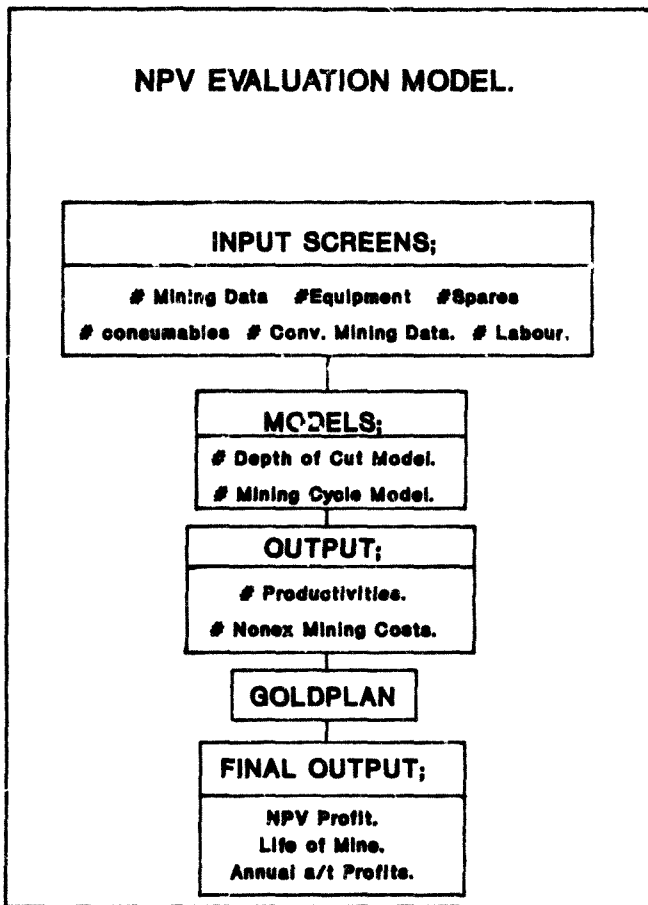 NPV EVALUATION MODEL.
INPUT SCREENS;
# Mining Data #Equipment #Spares
# consumables # Conv. Mining Data. # Labour.
MODELS;
# Depth of Cut Model.
# Mining Cycle Model.
OUTPUT;
# Productivities.
# Nonex Mining Costs.
GOLDPLAN
FINAL OUTPUT;
NPV Profit.
Life of Mine.
Annual a/t Profits.